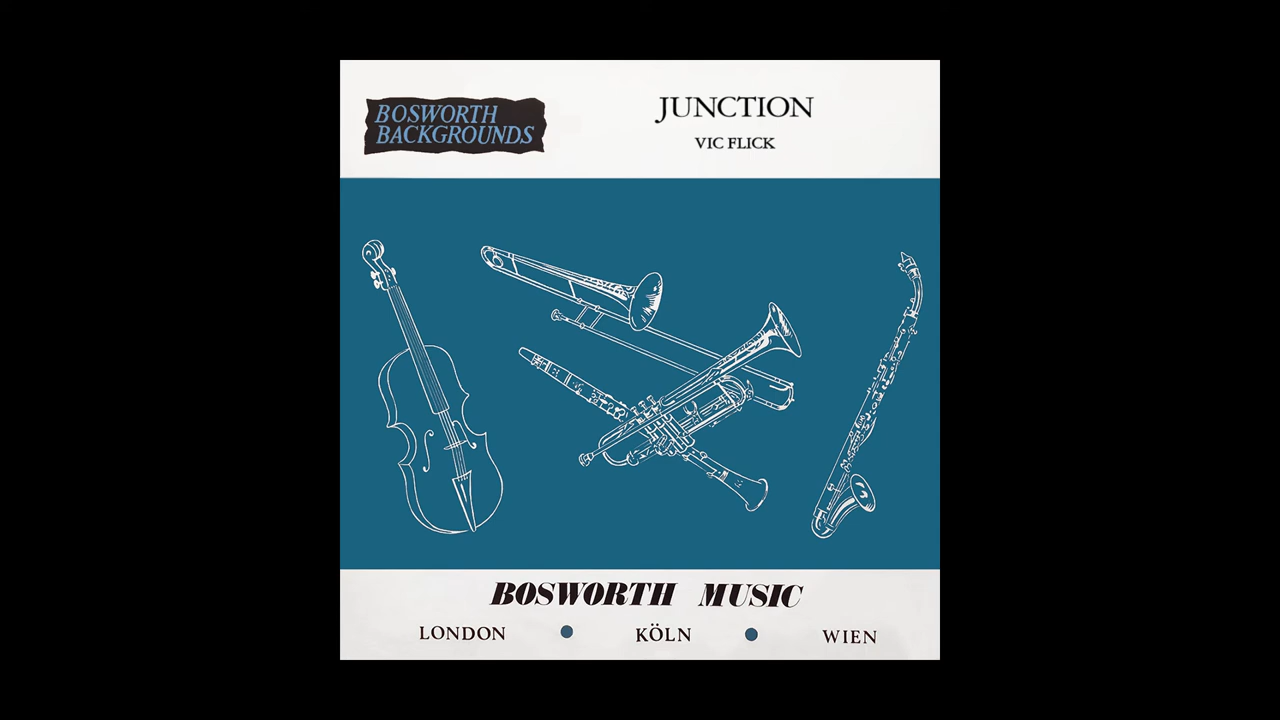 BOSWORTH
BACKGROUNDS
JUNCTION
VIC FLICK
BOSWORTH MUSIC
LONDON • KÖLN • WIEN